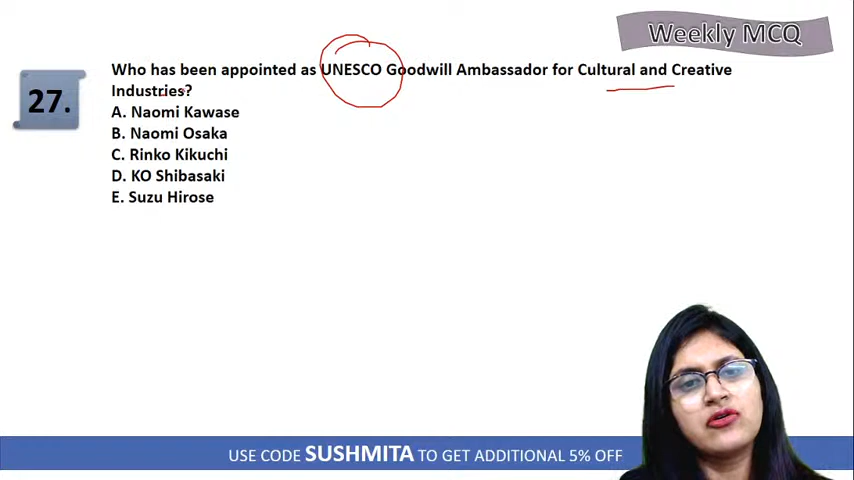 Weekly MCQ
27.
Who has been appointed as UNESCO Goodwill Ambassador for Cultural and Creative
Industries?
A. Naomi Kawase
B. Naomi Osaka
C. Rinko Kikuchi
D. KO Shibasaki
E. Suzu Hirose
USE CODE SUSHMITA TO GET ADDITIONAL 5% OFF